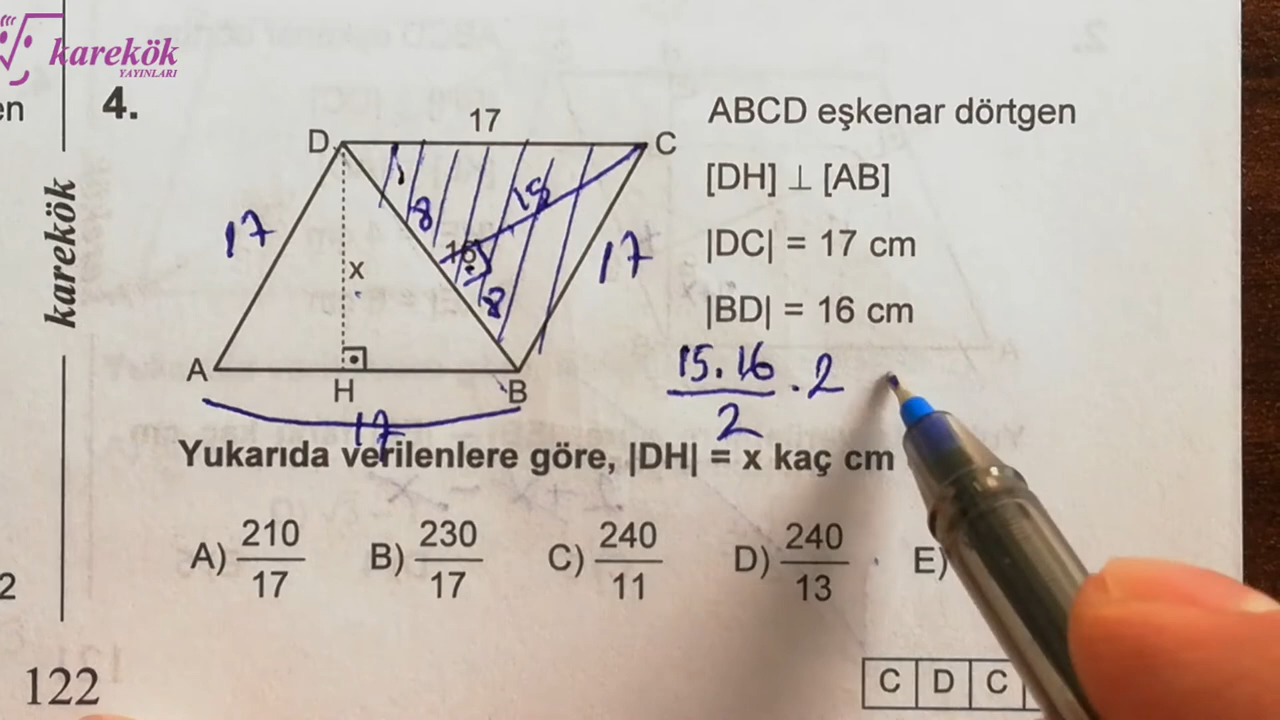 karekök
YAYINLARI
en
karekök
2
122
4.
17
D
C
17
8
15
16
8
17
x
A
H
B
17
ABCD eşkenar dörtgen
[DH] ⊥ [AB]
|DC| = 17 cm
|BD| = 16 cm
15.16
2
. 2
Yukarıda verilenlere göre, |DH| = x kaç cm
A) 210/17 B) 230/17 C) 240/11 D) 240/13 E)
C D C